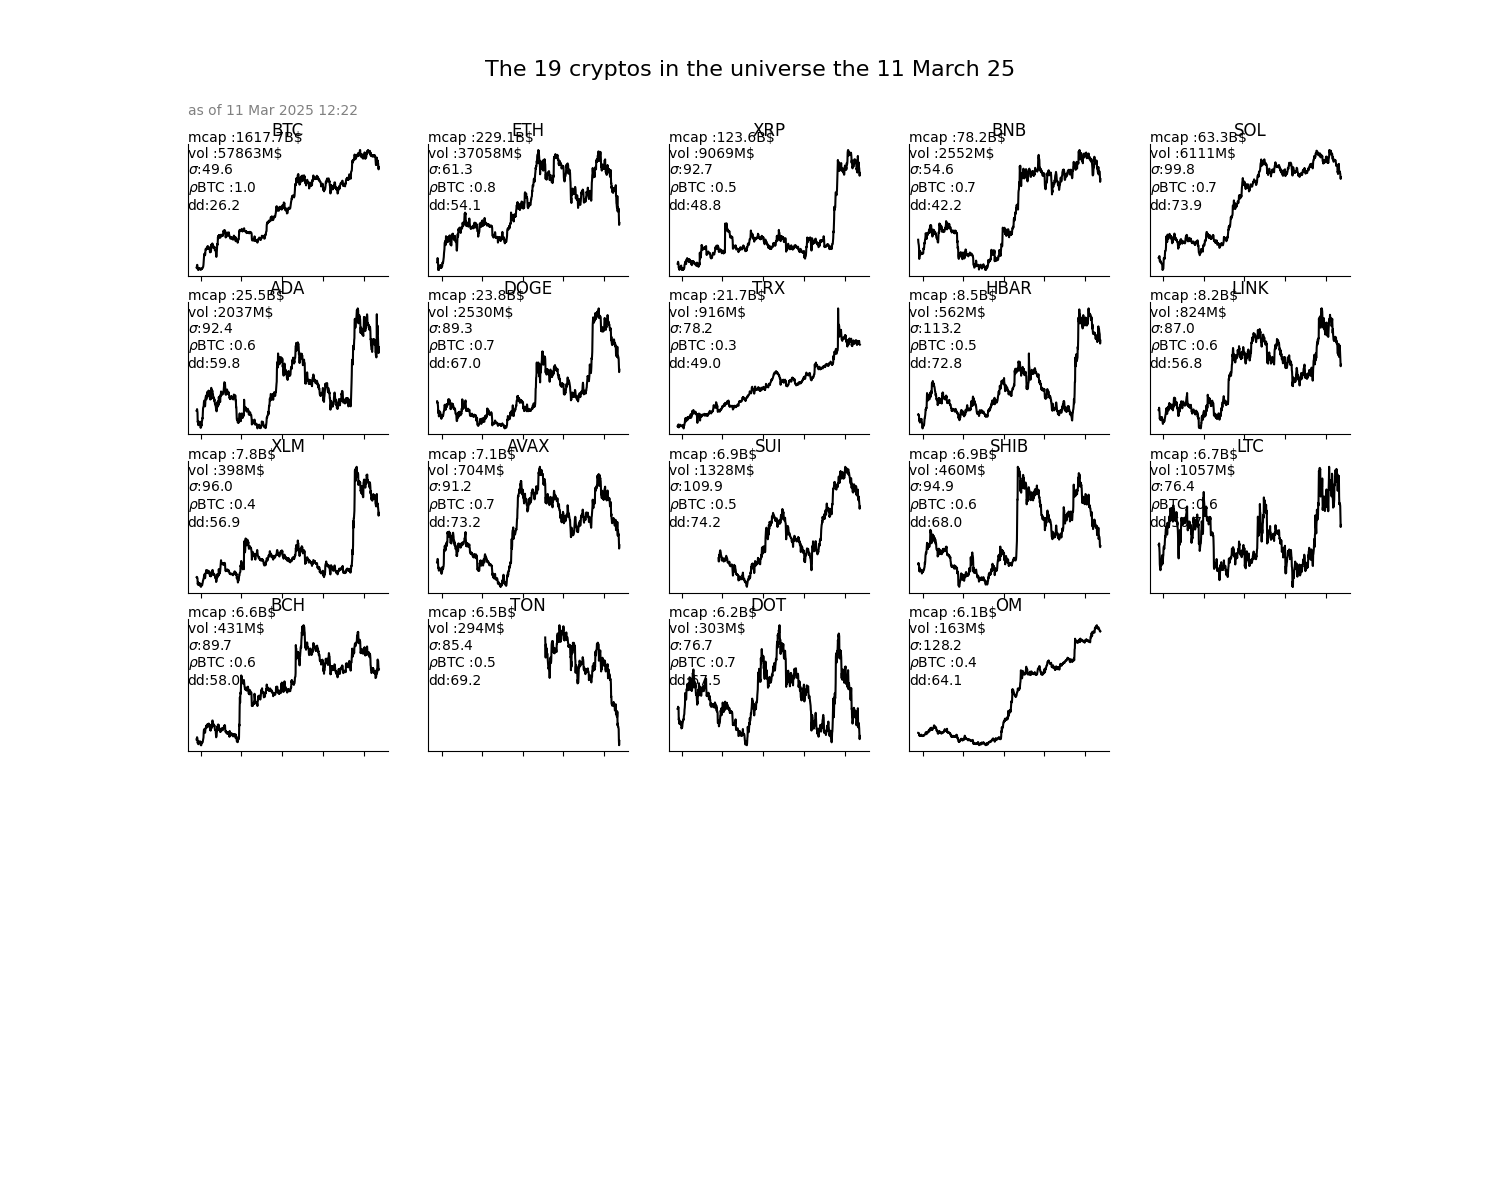 The 19 cryptos in the universe the 11 March 25
as of 11 Mar 2025 12:22
BTC
mcap :1617.7B$
vol :57863M$
σ:49.6
ρBTC :1.0
dd:26.2
ETH
mcap :229.1B$
vol :37058M$
σ:61.3
ρBTC :0.8
dd:54.1
XRP
mcap :123.6B$
vol :9069M$
σ:92.7
ρBTC :0.5
dd:48.8
BNB
mcap :78.2B$
vol :2552M$
σ:54.6
ρBTC :0.7
dd:42.2
SOL
mcap :63.3B$
vol :6111M$
σ:99.8
ρBTC :0.7
dd:73.9
ADA
mcap :25.5B$
vol :2037M$
σ:92.4
ρBTC :0.6
dd:59.8
DOGE
mcap :23.8B$
vol :2530M$
σ:89.3
ρBTC :0.7
dd:67.0
TRX
mcap :21.7B$
vol :916M$
σ:78.2
ρBTC :0.3
dd:49.0
HBAR
mcap :8.5B$
vol :562M$
σ:113.2
ρBTC :0.5
dd:72.8
LINK
mcap :8.2B$
vol :824M$
σ:87.0
ρBTC :0.6
dd:56.8
XLM
mcap :7.8B$
vol :398M$
σ:96.0
ρBTC :0.4
dd:56.9
AVAX
mcap :7.1B$
vol :704M$
σ:91.2
ρBTC :0.7
dd:73.2
SUI
mcap :6.9B$
vol :1328M$
σ:109.9
ρBTC :0.5
dd:74.2
SHIB
mcap :6.9B$
vol :460M$
σ:94.9
ρBTC :0.6
dd:68.0
LTC
mcap :6.7B$
vol :1057M$
σ:76.4
ρBTC :0.6
BCH
mcap :6.6B$
vol :431M$
σ:89.7
ρBTC :0.6
dd:58.0
TON
mcap :6.5B$
vol :294M$
σ:85.4
ρBTC :0.5
dd:69.2
DOT
mcap :6.2B$
vol :303M$
σ:76.7
ρBTC :0.7
dd:67.5
OM
mcap :6.1B$
vol :163M$
σ:128.2
ρBTC :0.4
dd:64.1